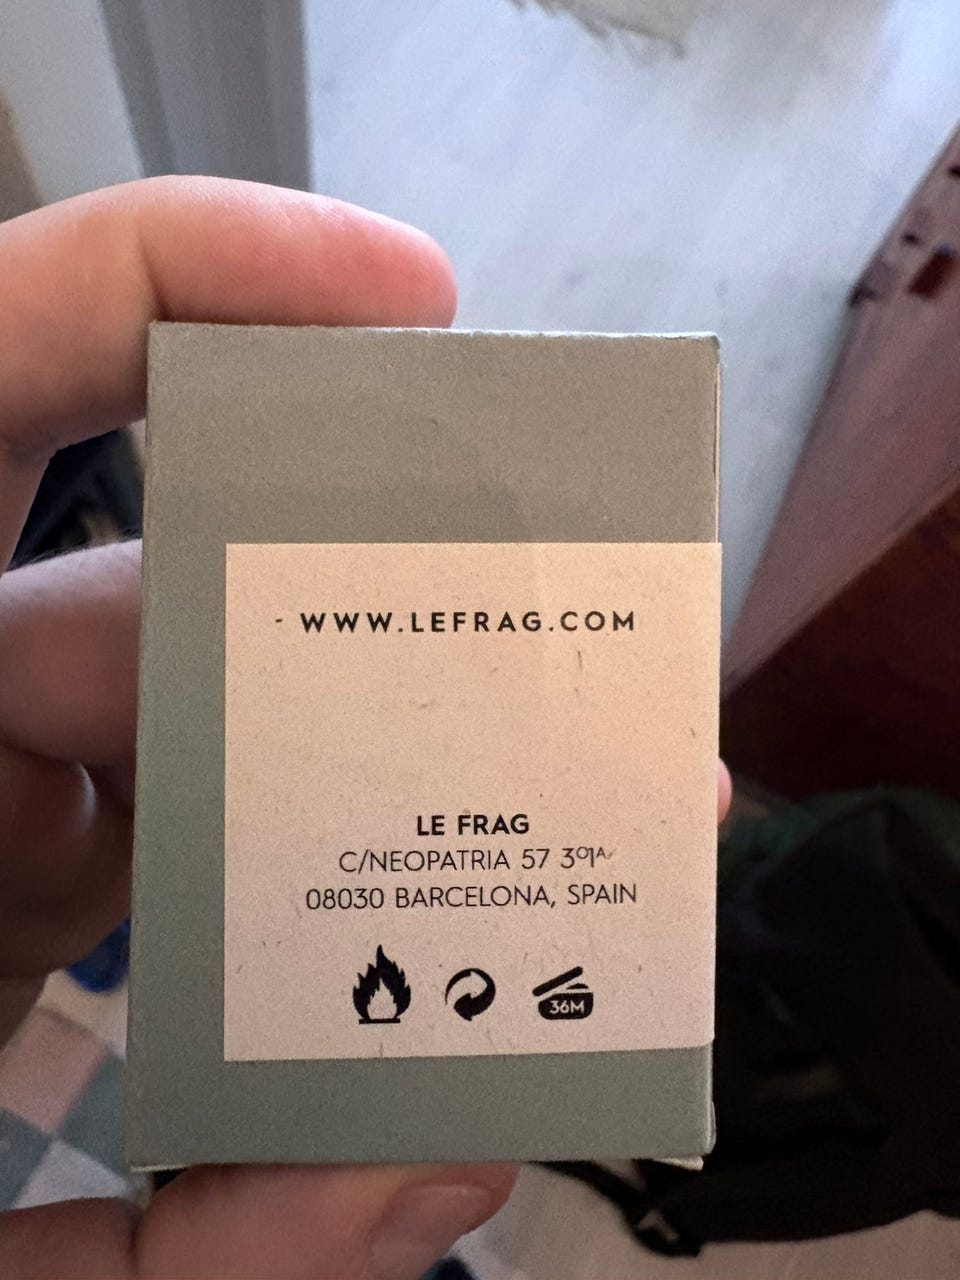 WWW.LEFRAG.COM
LE FRAG
C/NEOPATRIA 57 3º1ª
08030 BARCELONA, SPAIN
36M